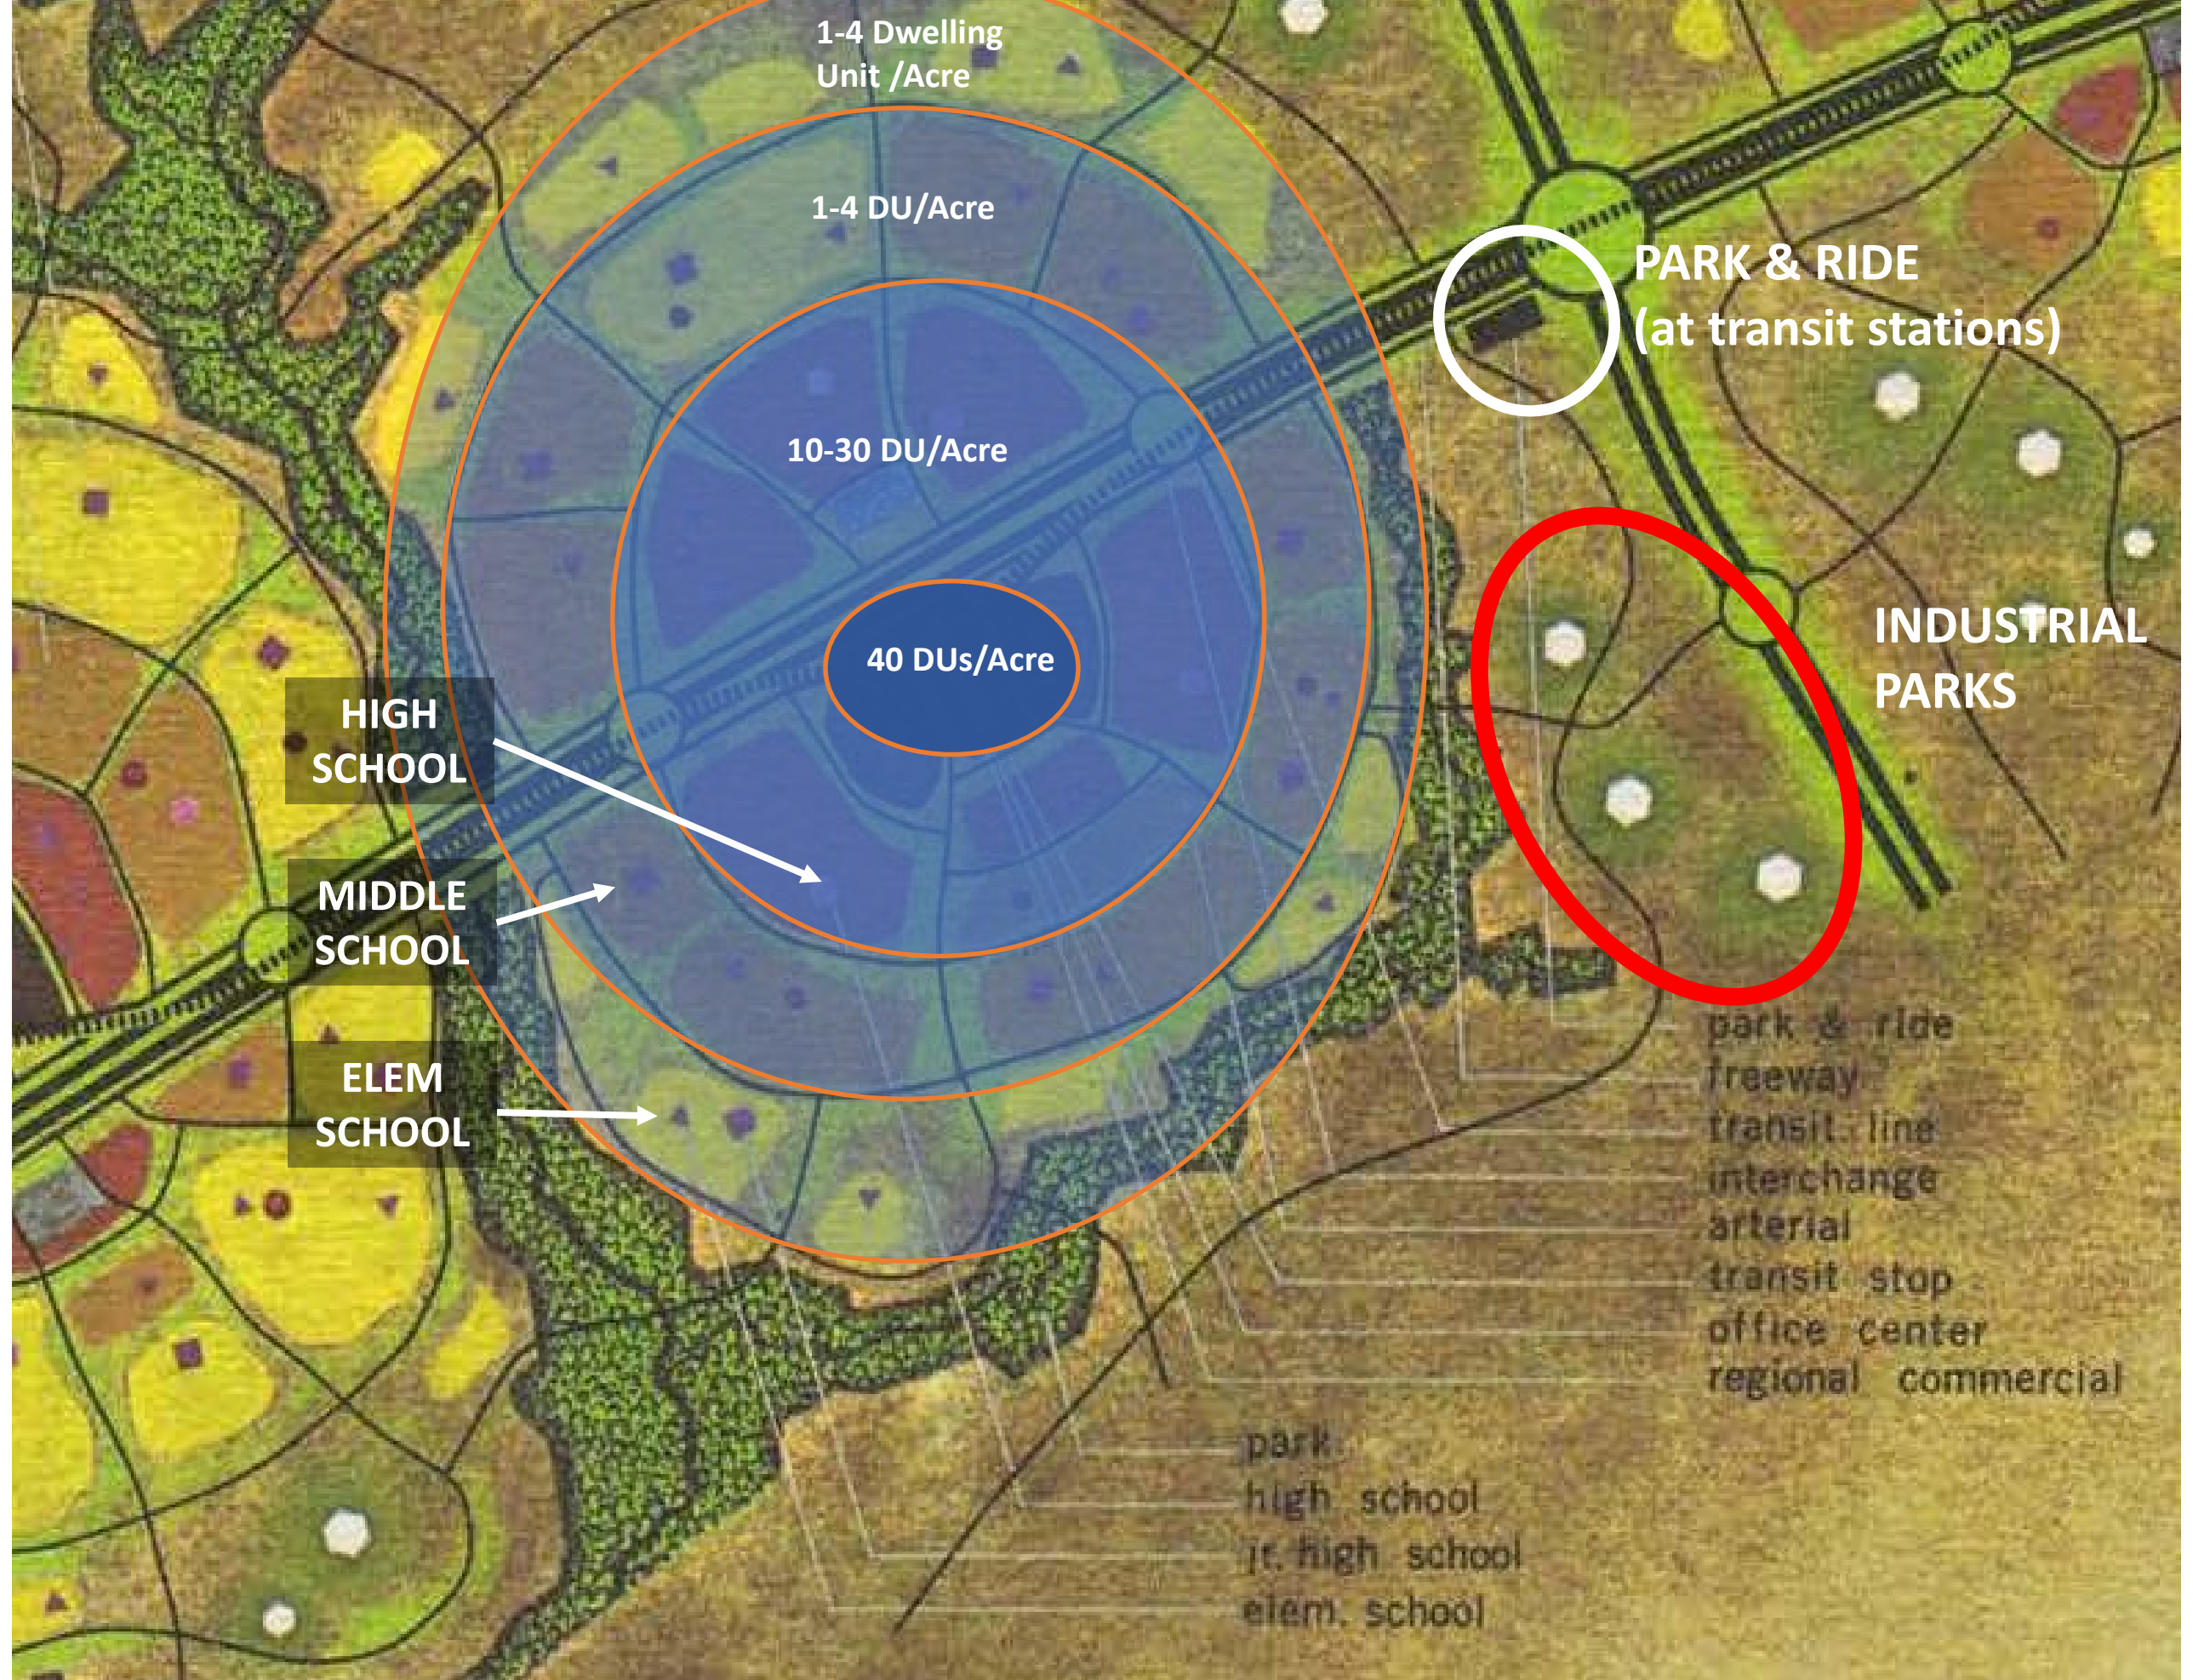 1-4 Dwelling
Unit /Acre
1-4 DU/Acre
PARK & RIDE
(at transit stations)
10-30 DU/Acre
40 DUs/Acre
INDUSTRIAL
PARKS
HIGH
SCHOOL
MIDDLE
SCHOOL
ELEM
SCHOOL
park & ride
freeway
transit line
interchange
arterial
transit stop
office center
regional commercial
park
high school
jr. high school
elem. school